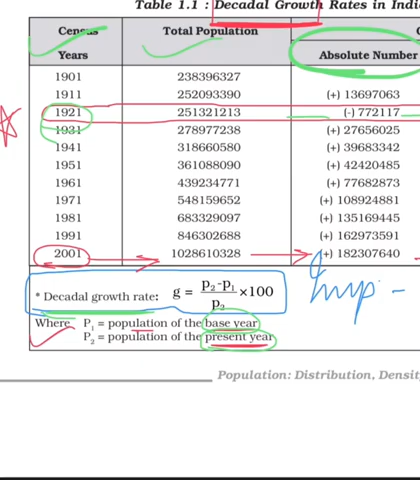 Table 1.1 : Decadal Growth Rates in Indi
Census Years Total Population
Absolute Number
1901 238396327
1911 252093390 (+) 13697063
1921 251321213 (-) 772117
1931 278977238 (+) 27656025
1941 318660580 (+) 39683342
1951 361088090 (+) 42420485
1961 439234771 (+) 77682873
1971 548159652 (+) 108924881
1981 683329097 (+) 135169445
1991 846302688 (+) 162973591
2001 1028610328 (+) 182307640
* Decadal growth rate: g = p₂-p₁ / p₂ ×100
Imp -
Where P₁ = population of the base year
P₂ = population of the present year
Population: Distribution, Density,